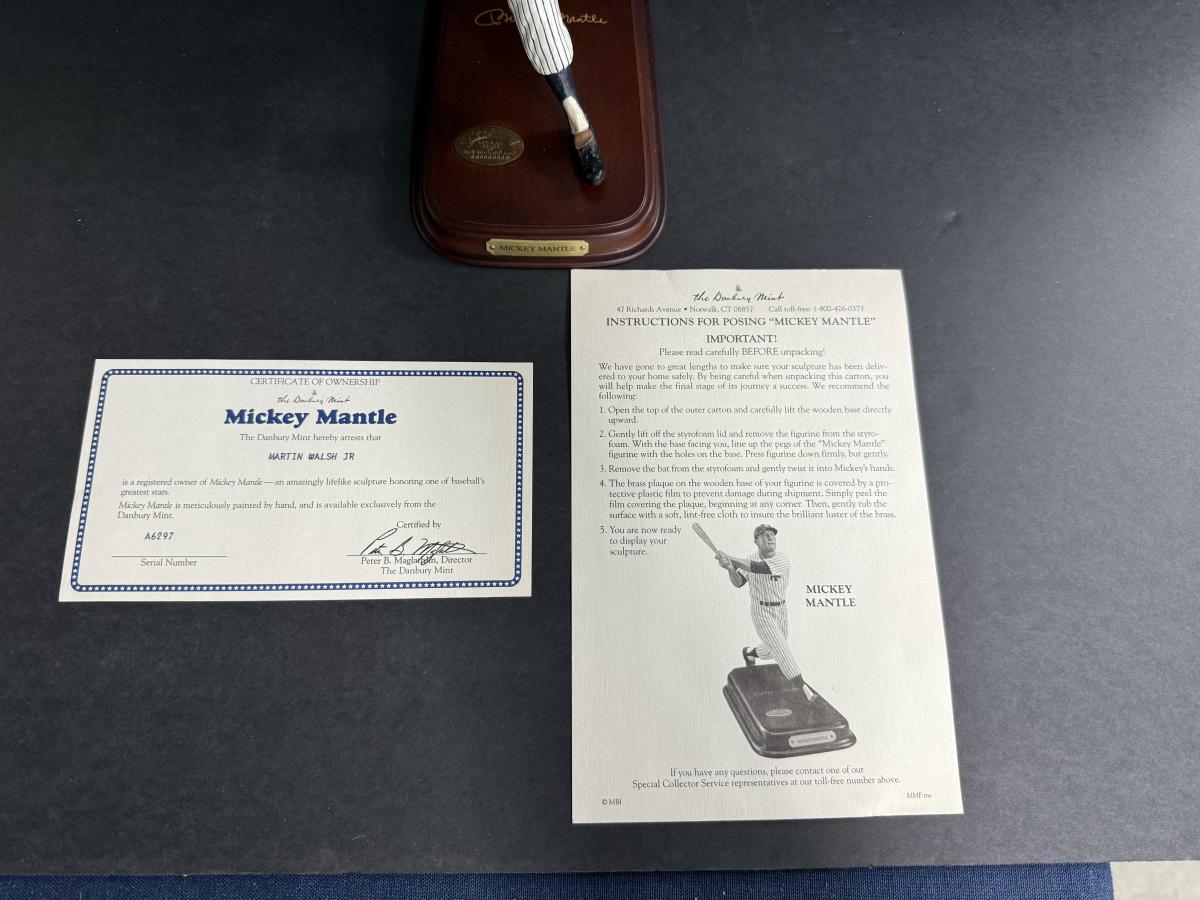 Mantle
MICKEY MANTLE
CERTIFICATE OF OWNERSHIP
the Danbury Mint
Mickey Mantle
The Danbury Mint hereby attests that
MARTIN WALSH JR
is a registered owner of Mickey Mantle — an amazingly lifelike sculpture honoring one of baseball's
greatest stars.
Mickey Mantle is meticulously painted by hand, and is available exclusively from the
Danbury Mint.
Certified by
A6297
Serial Number
Peter B. Maglathlin, Director
The Danbury Mint
the Danbury Mint
47 Richards Avenue • Norwalk, CT 06857 Call toll-free: 1-800-426-0373
INSTRUCTIONS FOR POSING "MICKEY MANTLE"
IMPORTANT!
Please read carefully BEFORE unpacking!
We have gone to great lengths to make sure your sculpture has been deliv-
ered to your home safely. By being careful when unpacking this carton, you
will help make the final stage of its journey a success. We recommend the
following:
1. Open the top of the outer carton and carefully lift the wooden base directly
upward.
2. Gently lift off the styrofoam lid and remove the figurine from the styro-
foam. With the base facing you, line up the pegs of the "Mickey Mantle"
figurine with the holes on the base. Press figurine down firmly, but gently.
3. Remove the bat from the styrofoam and gently twist it into Mickey's hands.
4. The brass plaque on the wooden base of your figurine is covered by a pro-
tective plastic film to prevent damage during shipment. Simply peel the
film covering the plaque, beginning at any corner. Then, gently rub the
surface with a soft, lint-free cloth to insure the brilliant luster of the brass.
5. You are now ready
to display your
sculpture.
MICKEY
MANTLE
MICKEY MANTLE
If you have any questions, please contact one of our
Special Collector Service representatives at our toll-free number above.
© MBI